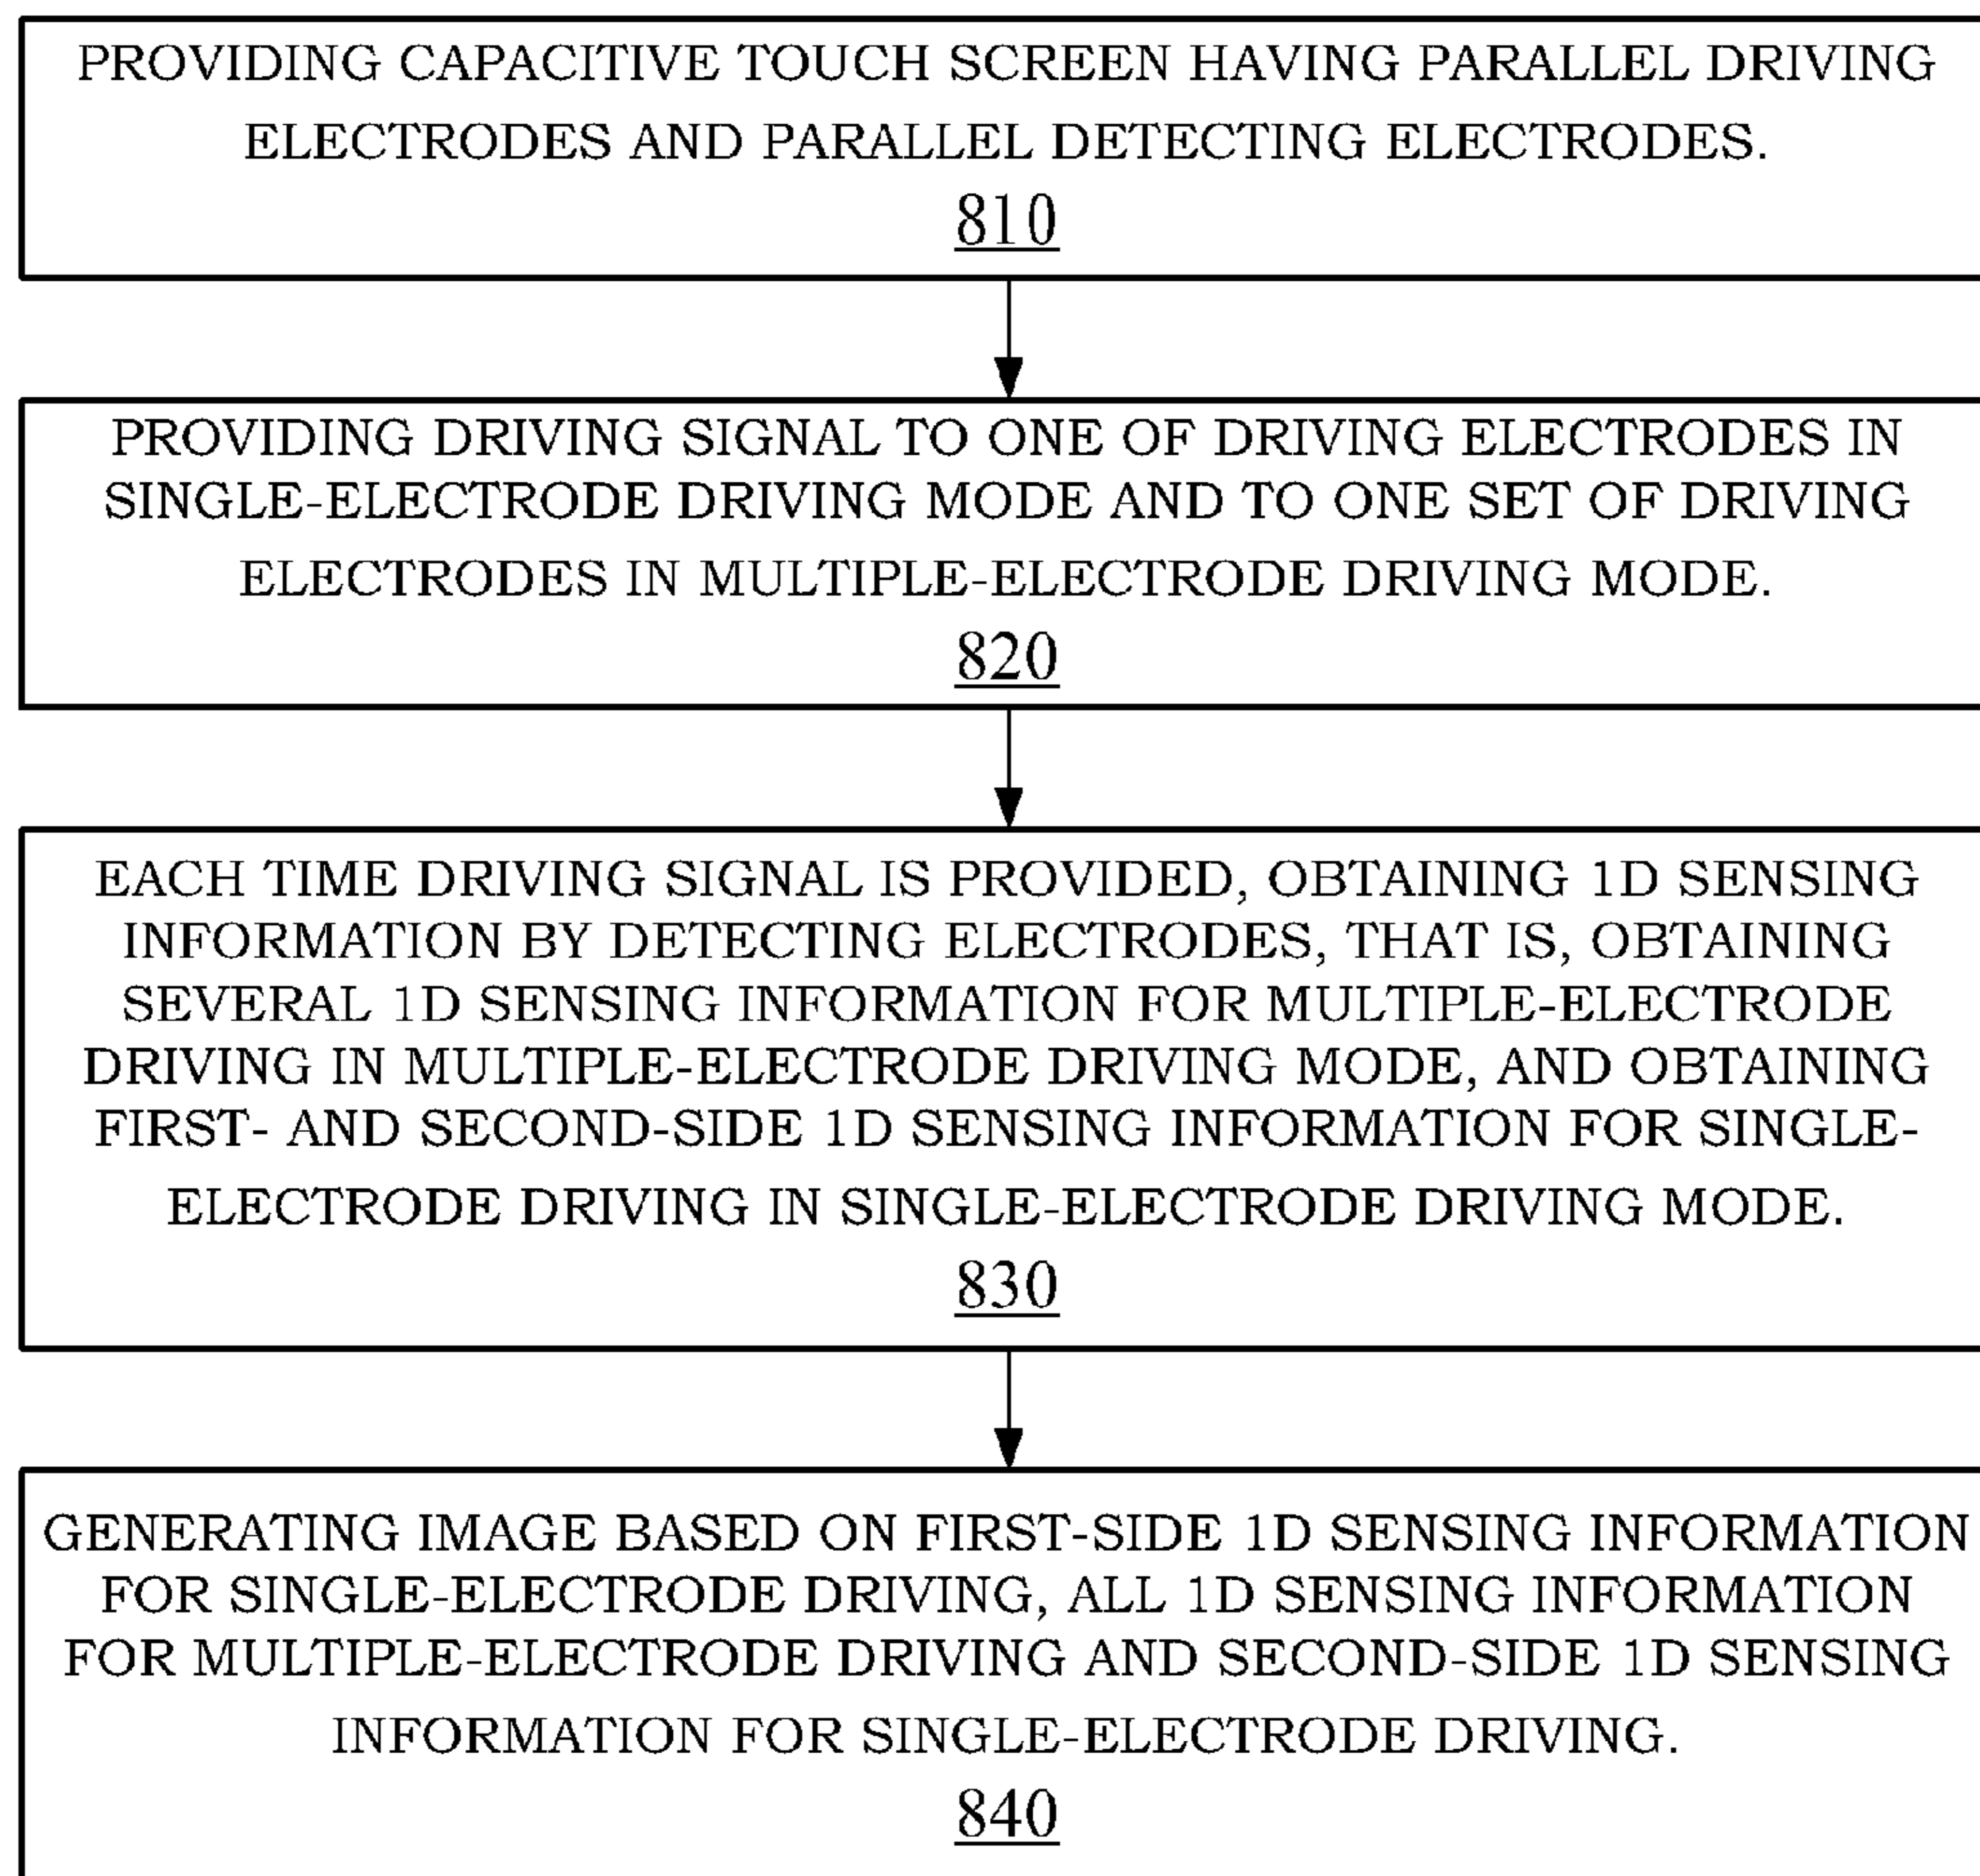 PROVIDING CAPACITIVE TOUCH SCREEN HAVING PARALLEL DRIVING
ELECTRODES AND PARALLEL DETECTING ELECTRODES.
810
PROVIDING DRIVING SIGNAL TO ONE OF DRIVING ELECTRODES IN
SINGLE-ELECTRODE DRIVING MODE AND TO ONE SET OF DRIVING
ELECTRODES IN MULTIPLE-ELECTRODE DRIVING MODE.
820
EACH TIME DRIVING SIGNAL IS PROVIDED, OBTAINING 1D SENSING
INFORMATION BY DETECTING ELECTRODES, THAT IS, OBTAINING
SEVERAL 1D SENSING INFORMATION FOR MULTIPLE-ELECTRODE
DRIVING IN MULTIPLE-ELECTRODE DRIVING MODE, AND OBTAINING
FIRST- AND SECOND-SIDE 1D SENSING INFORMATION FOR SINGLE-
ELECTRODE DRIVING IN SINGLE-ELECTRODE DRIVING MODE.
830
GENERATING IMAGE BASED ON FIRST-SIDE 1D SENSING INFORMATION
FOR SINGLE-ELECTRODE DRIVING, ALL 1D SENSING INFORMATION
FOR MULTIPLE-ELECTRODE DRIVING AND SECOND-SIDE 1D SENSING
INFORMATION FOR SINGLE-ELECTRODE DRIVING.
840